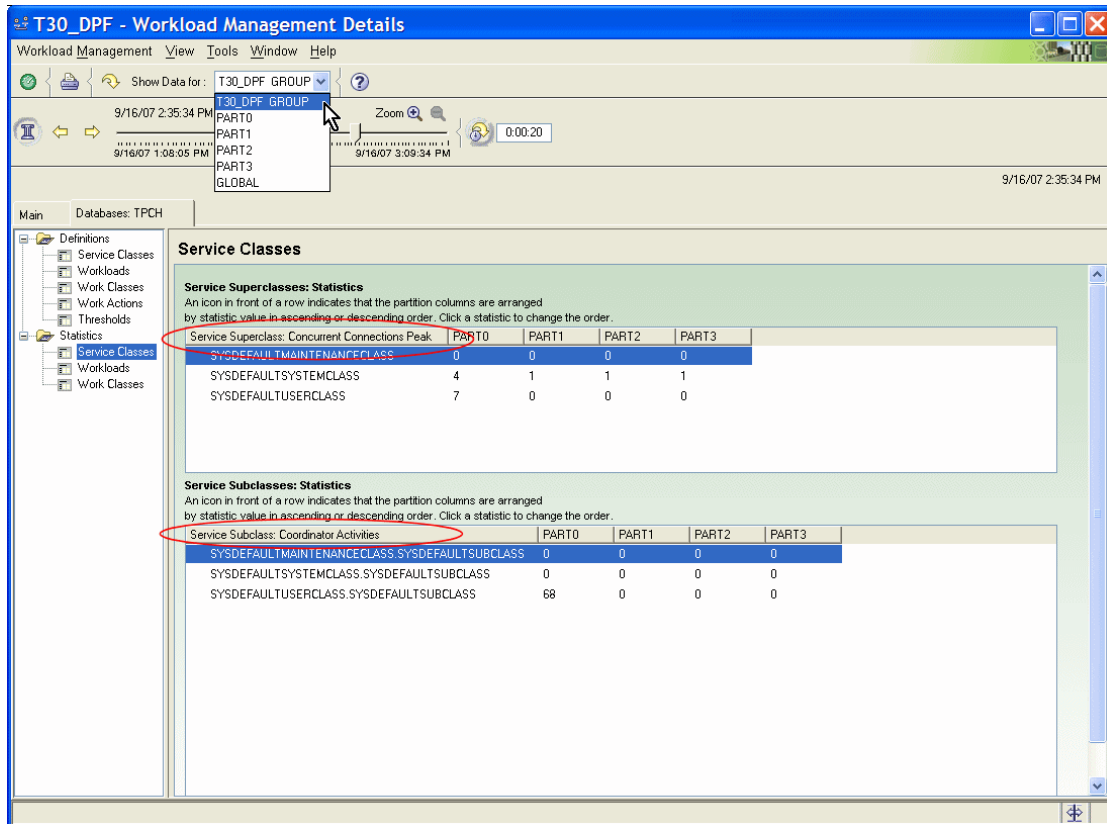 T30_DPF - Workload Management Details
Workload Management View Tools Window Help
Show Data for : T30_DPF GROUP
T30_DPF GROUP
PART0
PART1
PART2
PART3
GLOBAL
9/16/07 2:35:34 PM
Zoom
0:00:20
9/16/07 1:08:05 PM
9/16/07 3:09:34 PM
9/16/07 2:35:34 PM
Main Databases: TPCH
Definitions
Service Classes
Workloads
Work Classes
Work Actions
Thresholds
Statistics
Service Classes
Workloads
Work Classes
Service Classes
Service Superclasses: Statistics
An icon in front of a row indicates that the partition columns are arranged
by statistic value in ascending or descending order. Click a statistic to change the order.
Service Superclass: Concurrent Connections Peak PART0 PART1 PART2 PART3
SYSDEFAULTMAINTENANCECLASS 0 0 0 0
SYSDEFAULTSYSTEMCLASS 4 1 1 1
SYSDEFAULTUSERCLASS 7 0 0 0
Service Subclasses: Statistics
An icon in front of a row indicates that the partition columns are arranged
by statistic value in ascending or descending order. Click a statistic to change the order.
Service Subclass: Coordinator Activities PART0 PART1 PART2 PART3
SYSDEFAULTMAINTENANCECLASS.SYSDEFAULTSUBCLASS 0 0 0 0
SYSDEFAULTSYSTEMCLASS.SYSDEFAULTSUBCLASS 0 0 0 0
SYSDEFAULTUSERCLASS.SYSDEFAULTSUBCLASS 68 0 0 0